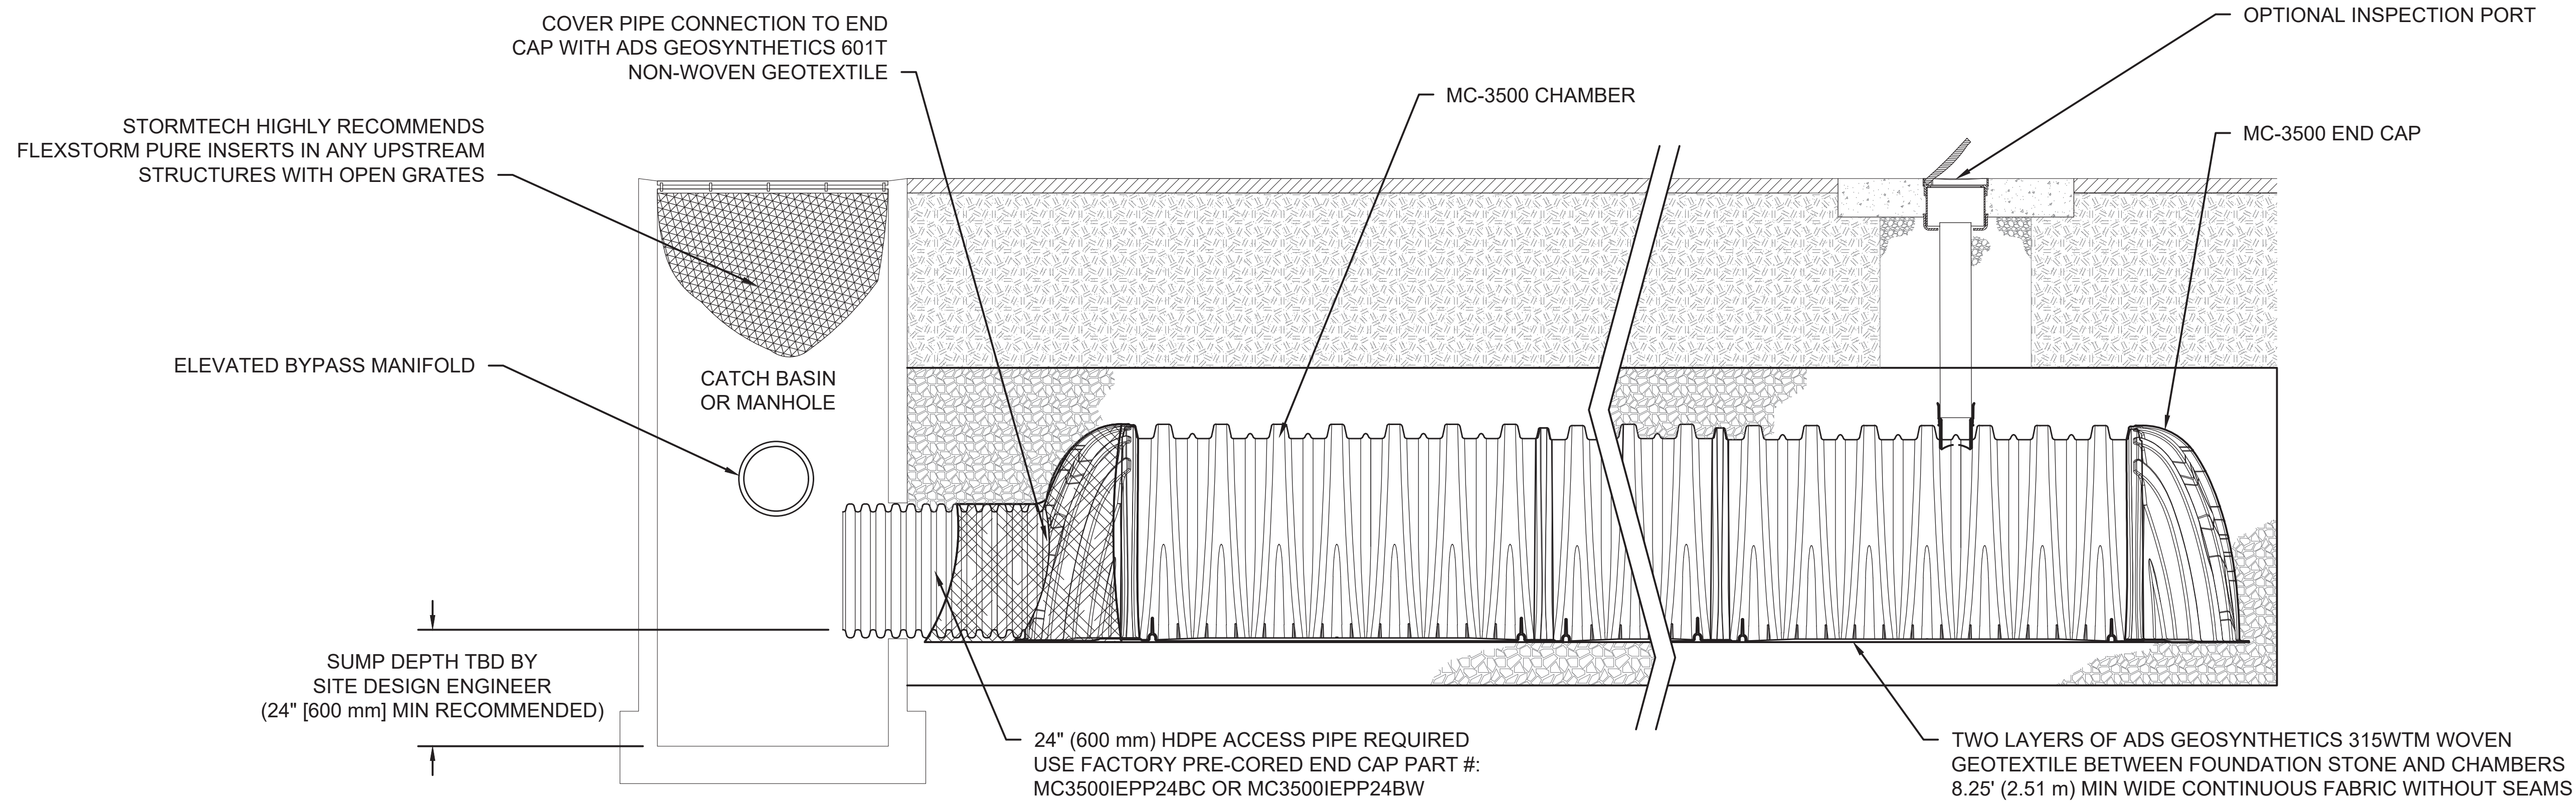 COVER PIPE CONNECTION TO END
CAP WITH ADS GEOSYNTHETICS 601T
NON-WOVEN GEOTEXTILE
OPTIONAL INSPECTION PORT
MC-3500 CHAMBER
MC-3500 END CAP
STORMTECH HIGHLY RECOMMENDS
FLEXSTORM PURE INSERTS IN ANY UPSTREAM
STRUCTURES WITH OPEN GRATES
ELEVATED BYPASS MANIFOLD
CATCH BASIN
OR MANHOLE
SUMP DEPTH TBD BY
SITE DESIGN ENGINEER
(24" [600 mm] MIN RECOMMENDED)
24" (600 mm) HDPE ACCESS PIPE REQUIRED
USE FACTORY PRE-CORED END CAP PART #:
MC3500IEPP24BC OR MC3500IEPP24BW
TWO LAYERS OF ADS GEOSYNTHETICS 315WTM WOVEN
GEOTEXTILE BETWEEN FOUNDATION STONE AND CHAMBERS
8.25' (2.51 m) MIN WIDE CONTINUOUS FABRIC WITHOUT SEAMS